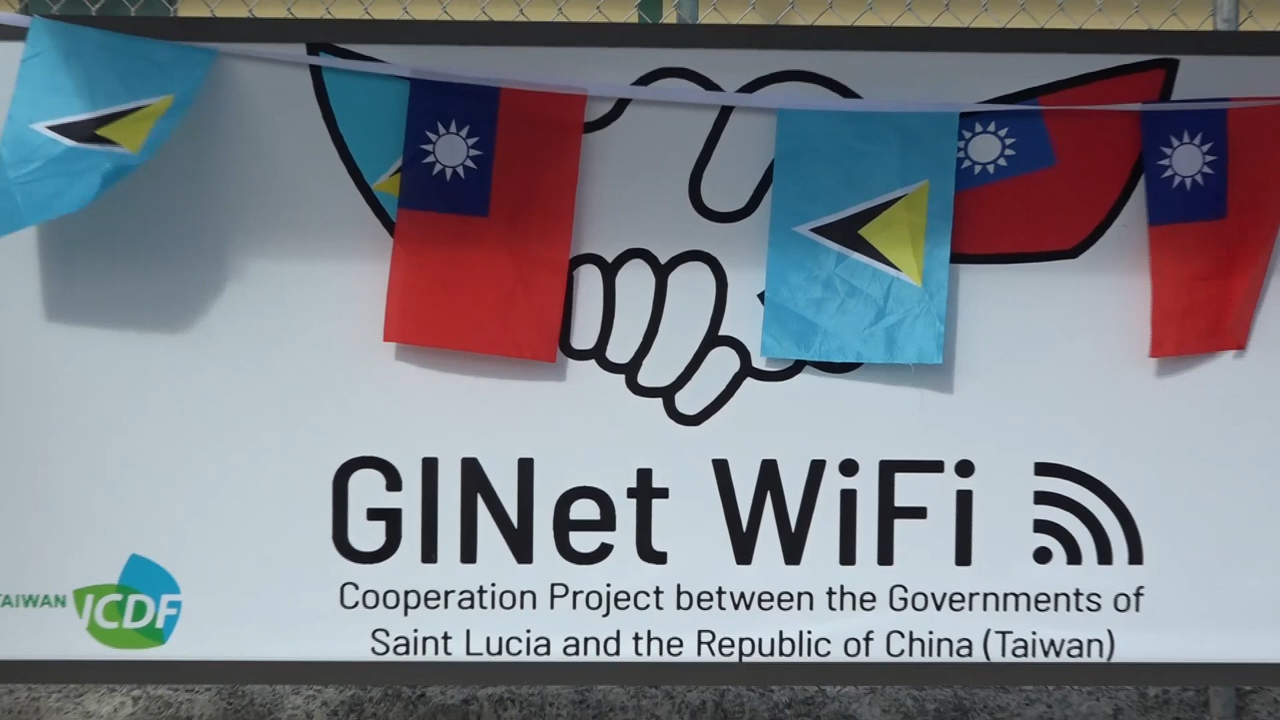 GINet WiFi
TAIWAN ICDF
Cooperation Project between the Governments of
Saint Lucia and the Republic of China (Taiwan)